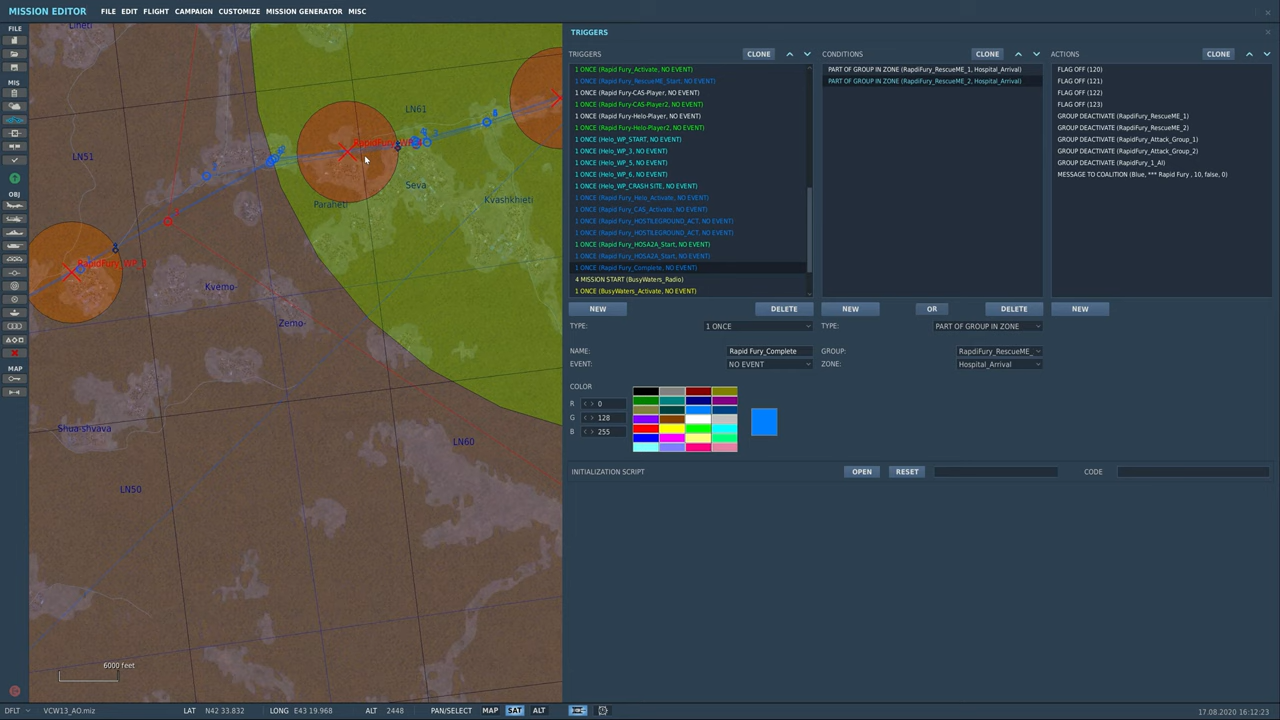 MISSION EDITOR
FILE EDIT FLIGHT CAMPAIGN CUSTOMIZE MISSION GENERATOR MISC
FILE
MIS
OBJ
MAP
LN61
LN51
Seva
Kvashkhieti
Paraheti
RapidFury_WP_3
Kvemo-
Zemo-
Shua-shvava
LN60
LN50
6000 feet
TRIGGERS
TRIGGERS
CLONE
1 ONCE (Rapid Fury_Activate, NO EVENT)
1 ONCE (Rapid Fury_RescueME_Start, NO EVENT)
1 ONCE (Rapid Fury-CAS-Player, NO EVENT)
1 ONCE (Rapid Fury-CAS-Player2, NO EVENT)
1 ONCE (Rapid Fury-Helo-Player, NO EVENT)
1 ONCE (Rapid Fury-Helo-Player2, NO EVENT)
1 ONCE (Helo_WP_START, NO EVENT)
1 ONCE (Helo_WP_3, NO EVENT)
1 ONCE (Helo_WP_5, NO EVENT)
1 ONCE (Helo_WP_6, NO EVENT)
1 ONCE (Helo_WP_CRASH SITE, NO EVENT)
1 ONCE (Rapid Fury_Helo_Activate, NO EVENT)
1 ONCE (Rapid Fury_CAS_Activate, NO EVENT)
1 ONCE (Rapid Fury_HOSTILEGROUND_ACT, NO EVENT)
1 ONCE (Rapid Fury_HOSTILEGROUND_ACT, NO EVENT)
1 ONCE (Rapid Fury_HOSA2A_Start, NO EVENT)
1 ONCE (Rapid Fury_HOSA2A_Start, NO EVENT)
1 ONCE (Rapid Fury_Complete, NO EVENT)
4 MISSION START (BusyWaters_Radio)
1 ONCE (BusyWaters_Activate, NO EVENT)
NEW DELETE
TYPE: 1 ONCE
NAME: Rapid Fury_Complete
EVENT: NO EVENT
COLOR
R < > 0
G < > 128
B < > 255
CONDITIONS
CLONE
PART OF GROUP IN ZONE (RapdiFury_RescueME_1, Hospital_Arrival)
PART OF GROUP IN ZONE (RapdiFury_RescueME_2, Hospital_Arrival)
NEW OR DELETE
TYPE: PART OF GROUP IN ZONE
GROUP: RapdiFury_RescueME_
ZONE: Hospital_Arrival
ACTIONS
CLONE
FLAG OFF (120)
FLAG OFF (121)
FLAG OFF (122)
FLAG OFF (123)
GROUP DEACTIVATE (RapdiFury_RescueME_1)
GROUP DEACTIVATE (RapdiFury_RescueME_2)
GROUP DEACTIVATE (RapidFury_Attack_Group_1)
GROUP DEACTIVATE (RapidFury_Attack_Group_2)
GROUP DEACTIVATE (RapidFury_1_AI)
MESSAGE TO COALITION (Blue, *** Rapid Fury , 10, false, 0)
NEW
INITIALIZATION SCRIPT OPEN RESET CODE
DFLT VCW13_AO.miz LAT N42 33.832 LONG E43 19.968 ALT 2448 PAN/SELECT MAP SAT ALT 17.08.2020 16:12:23